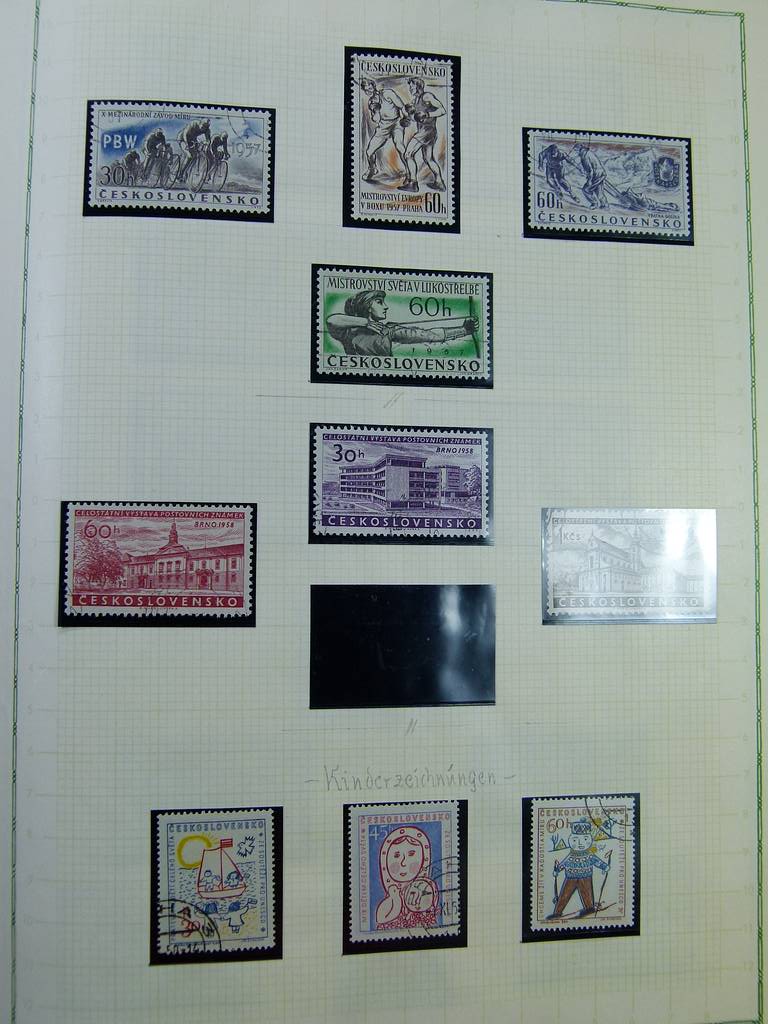 X MEZINÁRODNÍ ZÁVOD MÍRU
PBW
1957
30h
ČESKOSLOVENSKO
ČESKOSLOVENSKO
MISTROVSTVÍ EVROPY
V BOXU 1957 PRAHA 60h
60h
ČESKOSLOVENSKO
MISTROVSTVÍ SVĚTA V LUKOSTŘELBĚ
60h
1957
ČESKOSLOVENSKO
CELOSTÁTNÍ VÝSTAVA POŠTOVNÍCH ZNÁMEK
30h
BRNO 1958
ČESKOSLOVENSKO
CELOSTÁTNÍ VÝSTAVA POŠTOVNÍCH ZNÁMEK
60h
BRNO 1958
ČESKOSLOVENSKO
1 KČS
ČESKOSLOVENSKO
- Kinderzeichnungen -
ČESKOSLOVENSKO
30h
ČESKOSLOVENSKO
45h
ČESKOSLOVENSKO
60h